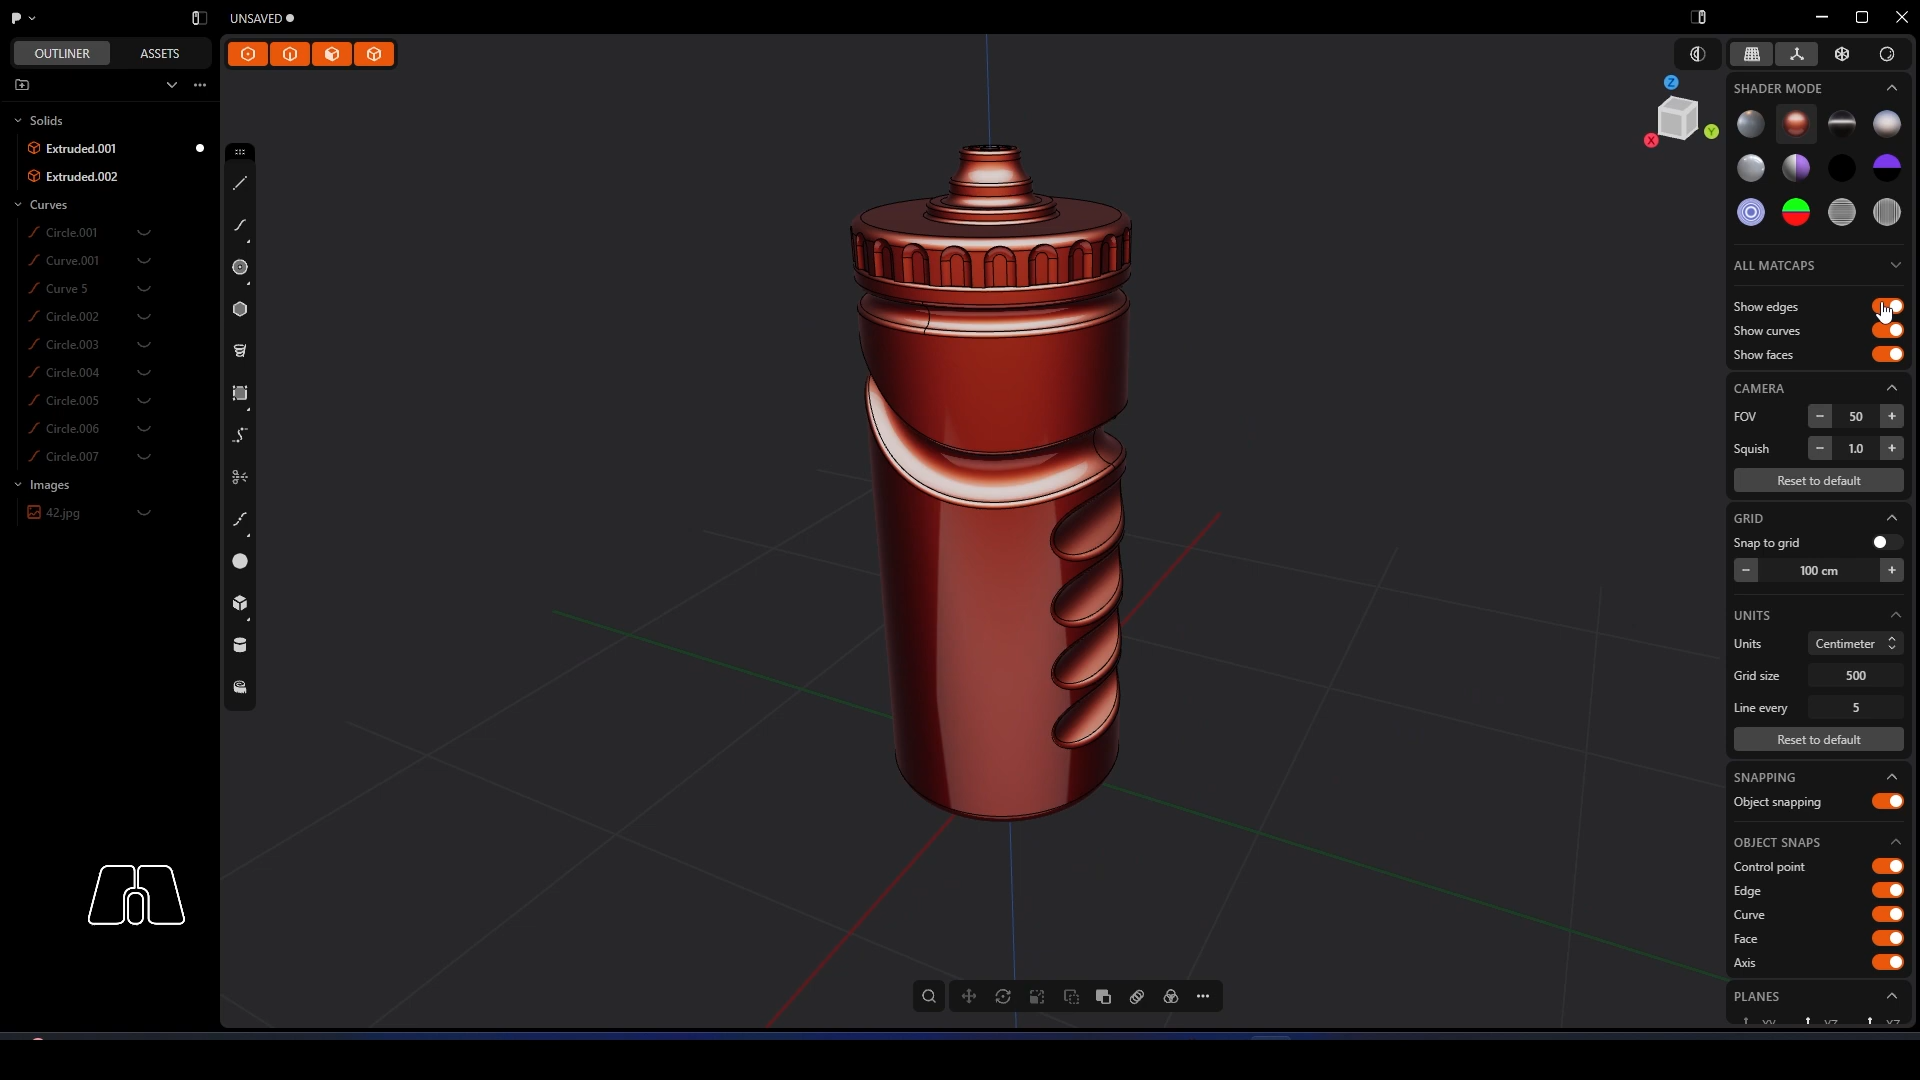 UNSAVED
OUTLINER
ASSETS
Solids
Extruded.001
Extruded.002
Curves
Circle.001
Curve.001
Curve 5
Circle.002
Circle.003
Circle.004
Circle.005
Circle.006
Circle.007
Images
42.jpg
Z
X
Y
SHADER MODE
ALL MATCAPS
Show edges
Show curves
Show faces
CAMERA
FOV - 50 +
Squish - 1.0 +
Reset to default
GRID
Snap to grid
- 100 cm +
UNITS
Units Centimeter
Grid size 500
Line every 5
Reset to default
SNAPPING
Object snapping
OBJECT SNAPS
Control point
Edge
Curve
Face
Axis
PLANES
XY YZ XZ